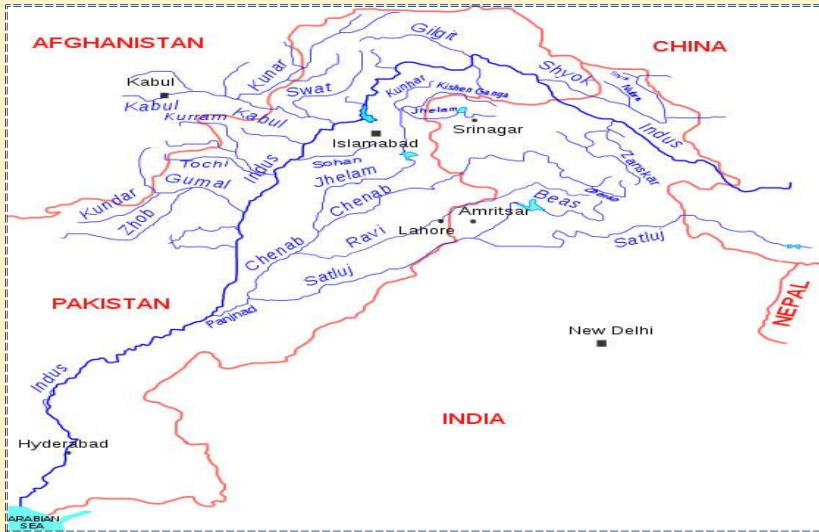 AFGHANISTAN
CHINA
Gilgit
Kunar
Shyok
Kabul
Swat
Kunhar
Kishen Ganga
Nubra
Kabul
Kurram
Kabul
Jhelam
Indus
Srinagar
Islamabad
Indus
Sohan
Zanskar
Tochi
Jhelam
Gumal
Kundar
Chenab
Beas
Zhob
Amritsar
Lahore
Ravi
Chenab
Satluj
Satluj
PAKISTAN
NEPAL
Panjnad
New Delhi
Indus
INDIA
Hyderabad
ARABIAN
SEA